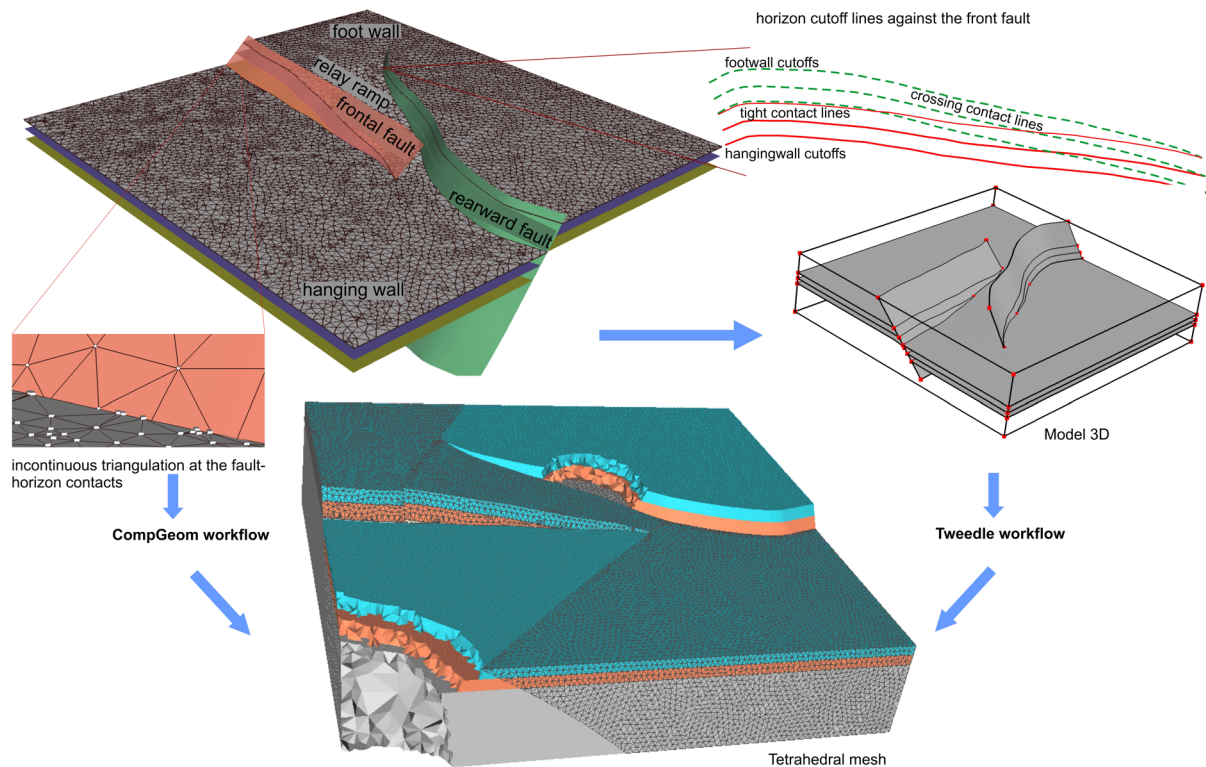 horizon cutoff lines against the front fault
foot wall
relay ramp
frontal fault
rearward fault
hanging wall
footwall cutoffs
crossing contact lines
tight contact lines
hangingwall cutoffs
incontinuous triangulation at the fault-
horizon contacts
Model 3D
CompGeom workflow
Tweedle workflow
Tetrahedral mesh